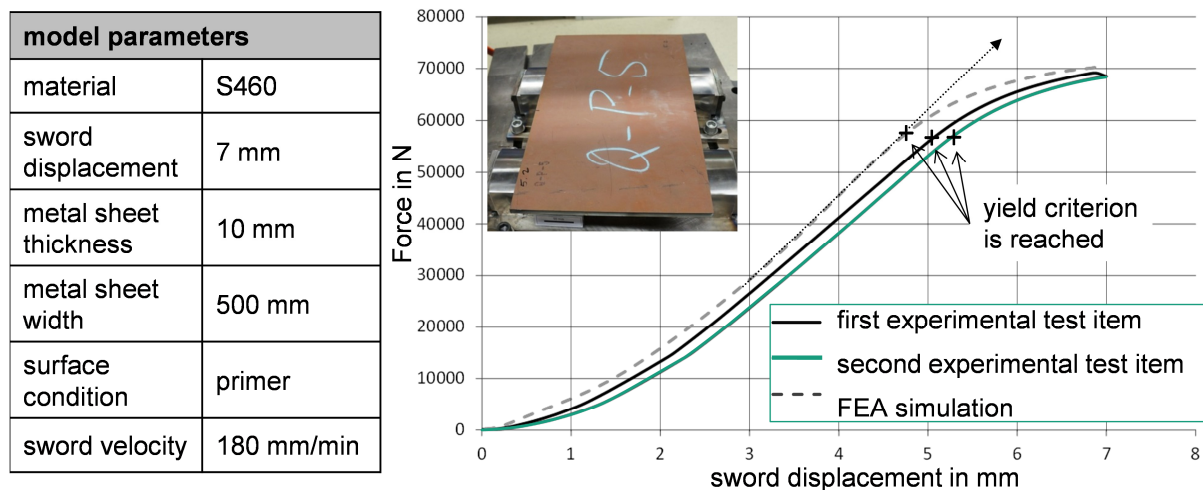 model parameters
material S460
sword displacement 7 mm
metal sheet thickness 10 mm
metal sheet width 500 mm
surface condition primer
sword velocity 180 mm/min
Force in N
80000
70000
60000
50000
40000
30000
20000
10000
0
Q-P-S
5.2
Q-P-S
yield criterion
is reached
first experimental test item
second experimental test item
FEA simulation
0 1 2 3 4 5 6 7 8
sword displacement in mm